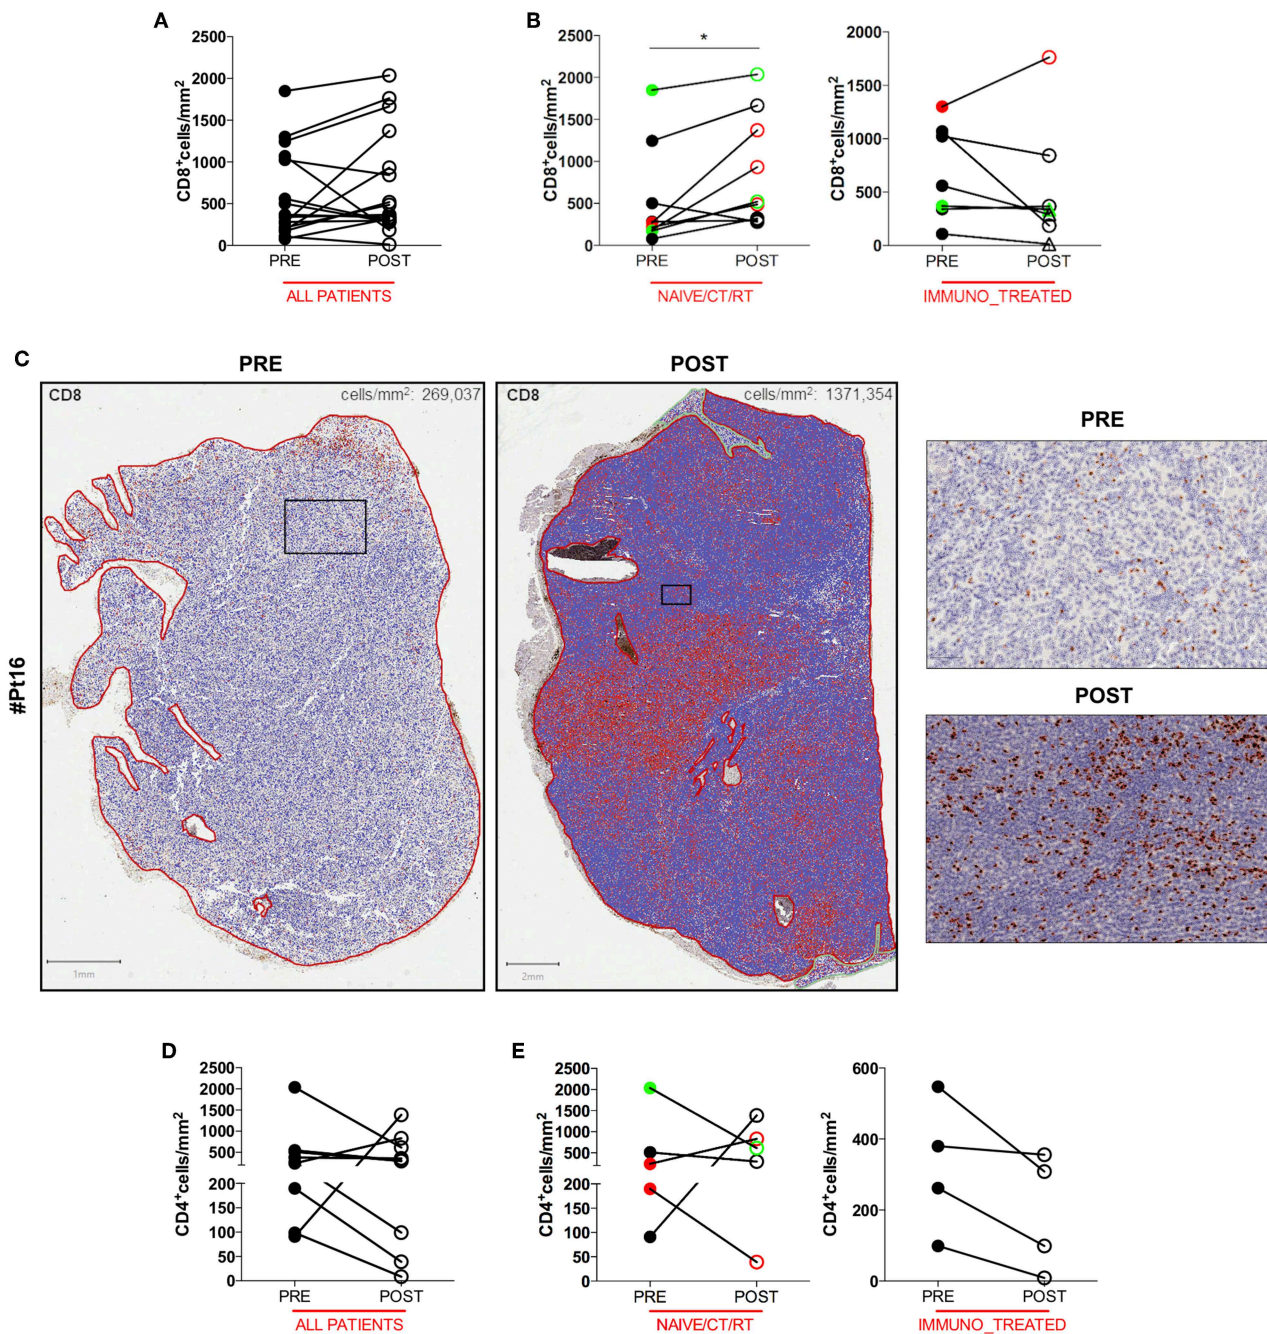 A
B
2500
2000
1500
1000
500
0
CD8+cells/mm2
PRE
POST
ALL PATIENTS
2500
2000
1500
1000
500
0
CD8+cells/mm2
*
PRE
POST
NAIVE/CT/RT
2000
1500
1000
500
0
CD8+cells/mm2
PRE
POST
IMMUNO_TREATED
C
PRE
POST
#Pt16
CD8
cells/mm²: 269,037
1mm
CD8
cells/mm²: 1371,354
2mm
PRE
POST
D
E
2500
2000
1500
1000
500
200
150
100
50
0
CD4+cells/mm2
PRE
POST
ALL PATIENTS
2500
2000
1500
1000
500
200
150
100
50
0
CD4+cells/mm2
PRE
POST
NAIVE/CT/RT
600
400
200
0
CD4+cells/mm2
PRE
POST
IMMUNO_TREATED